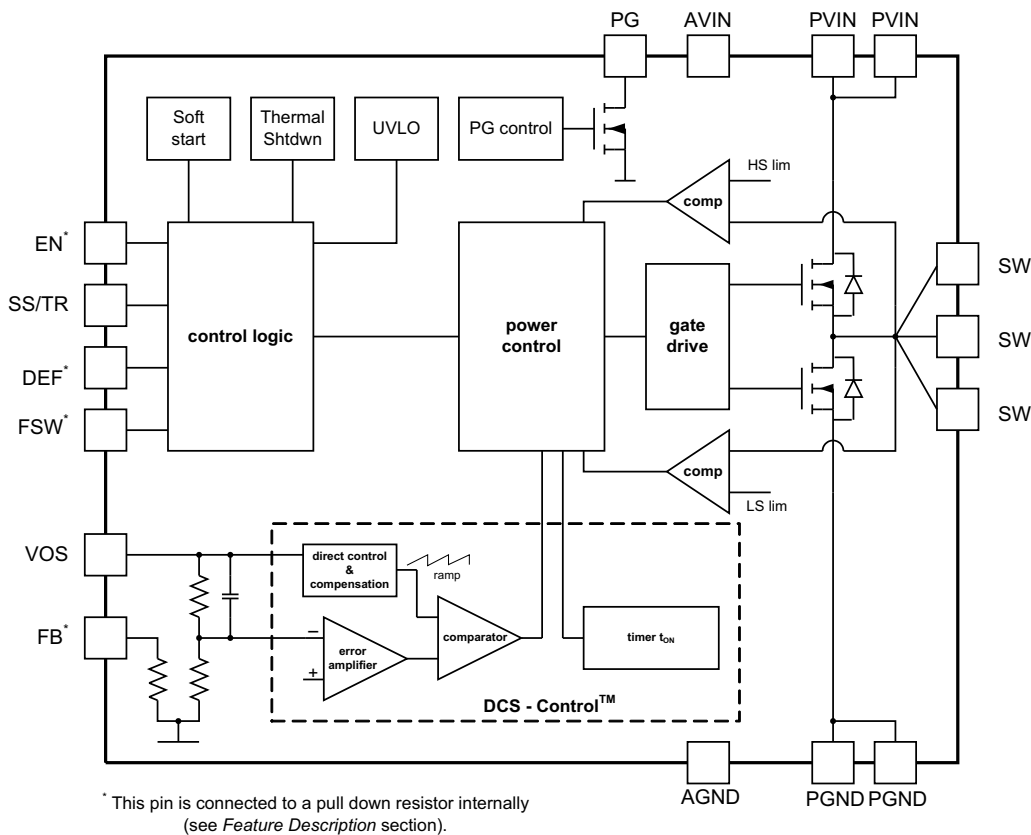 PG AVIN PVIN PVIN
Soft
start
Thermal
Shtdwn
UVLO
PG control
HS lim
comp
EN*
SS/TR
DEF*
FSW*
control logic
power
control
gate
drive
SW
SW
SW
comp
LS lim
VOS
direct control
&
compensation
ramp
FB*
−
+
error
amplifier
comparator
timer tON
DCS - Control™
AGND PGND PGND
* This pin is connected to a pull down resistor internally
(see Feature Description section).